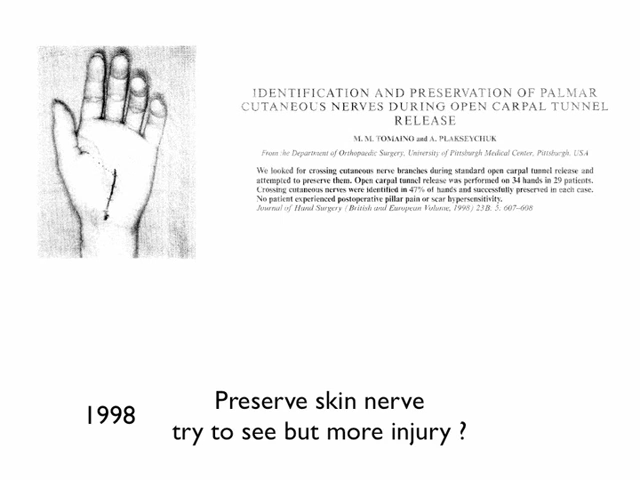 IDENTIFICATION AND PRESERVATION OF PALMAR
CUTANEOUS NERVES DURING OPEN CARPAL TUNNEL
RELEASE
M. M. TOMAINO and A. PLAKSEYCHUK
From the Department of Orthopaedic Surgery, University of Pittsburgh Medical Center, Pittsburgh, USA
We looked for crossing cutaneous nerve branches during standard open carpal tunnel release and
attempted to preserve them. Open carpal tunnel release was performed on 34 hands in 29 patients.
Crossing cutaneous nerves were identified in 47% of hands and successfully preserved in each case.
No patient experienced postoperative pillar pain or scar hypersensitivity.
Journal of Hand Surgery (British and European Volume, 1998) 23B: 5: 607–608
1998
Preserve skin nerve
try to see but more injury ?